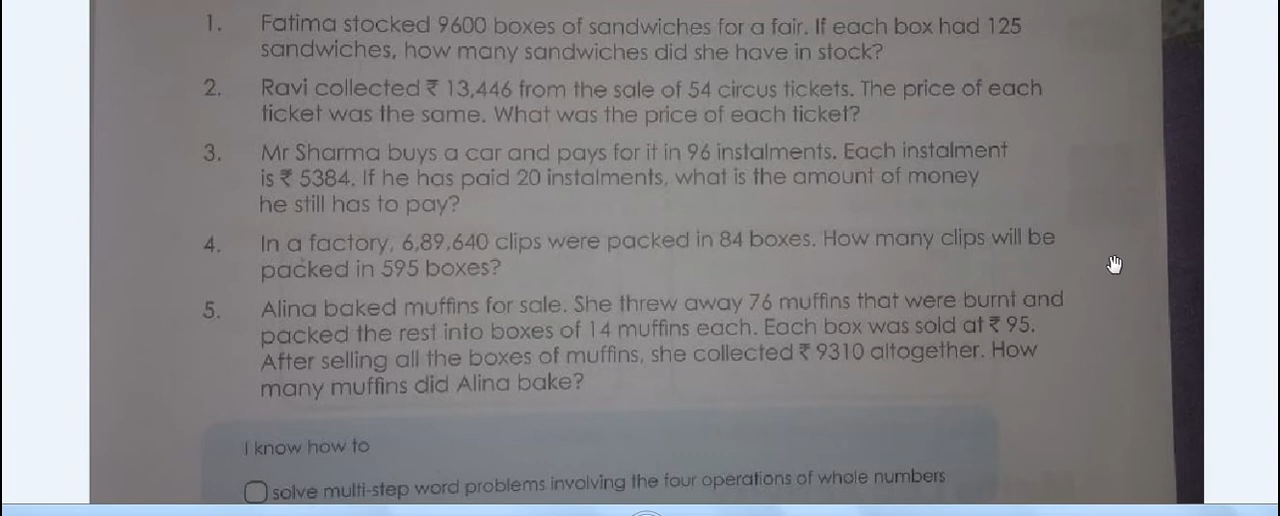 1. Fatima stocked 9600 boxes of sandwiches for a fair. If each box had 125
sandwiches, how many sandwiches did she have in stock?
2. Ravi collected ₹ 13,446 from the sale of 54 circus tickets. The price of each
ticket was the same. What was the price of each ticket?
3. Mr Sharma buys a car and pays for it in 96 instalments. Each instalment
is ₹ 5384. If he has paid 20 instalments, what is the amount of money
he still has to pay?
4. In a factory, 6,89,640 clips were packed in 84 boxes. How many clips will be
packed in 595 boxes?
5. Alina baked muffins for sale. She threw away 76 muffins that were burnt and
packed the rest into boxes of 14 muffins each. Each box was sold at ₹ 95.
After selling all the boxes of muffins, she collected ₹ 9310 altogether. How
many muffins did Alina bake?
I know how to
solve multi-step word problems involving the four operations of whole numbers